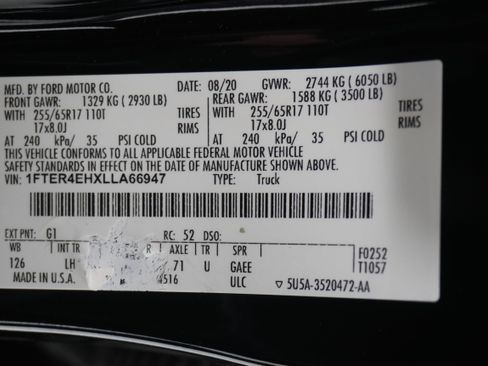 MFD. BY FORD MOTOR CO. 08/20 GVWR: 2744 KG ( 6050 LB)
FRONT GAWR: 1329 KG ( 2930 LB) REAR GAWR: 1588 KG ( 3500 LB)
WITH 255/65R17 110T TIRES WITH 255/65R17 110T TIRES
17x8.0J RIMS 17x8.0J RIMS
AT 240 kPa/ 35 PSI COLD AT 240 kPa/ 35 PSI COLD
THIS VEHICLE CONFORMS TO ALL APPLICABLE FEDERAL MOTOR VEHICLE
SAFETY STANDARDS IN EFFECT ON THE DATE OF MANUFACTURE SHOWN ABOVE.
VIN: 1FTER4EHXLLA66947 TYPE: Truck
EXT PNT: G1 RC: 52 DSO:
WB INT TR R AXLE TR SPR F0252
126 LH 71 U GAEE T1057
MADE IN U.S.A. 4516 ULC 5U5A-3520472-AA